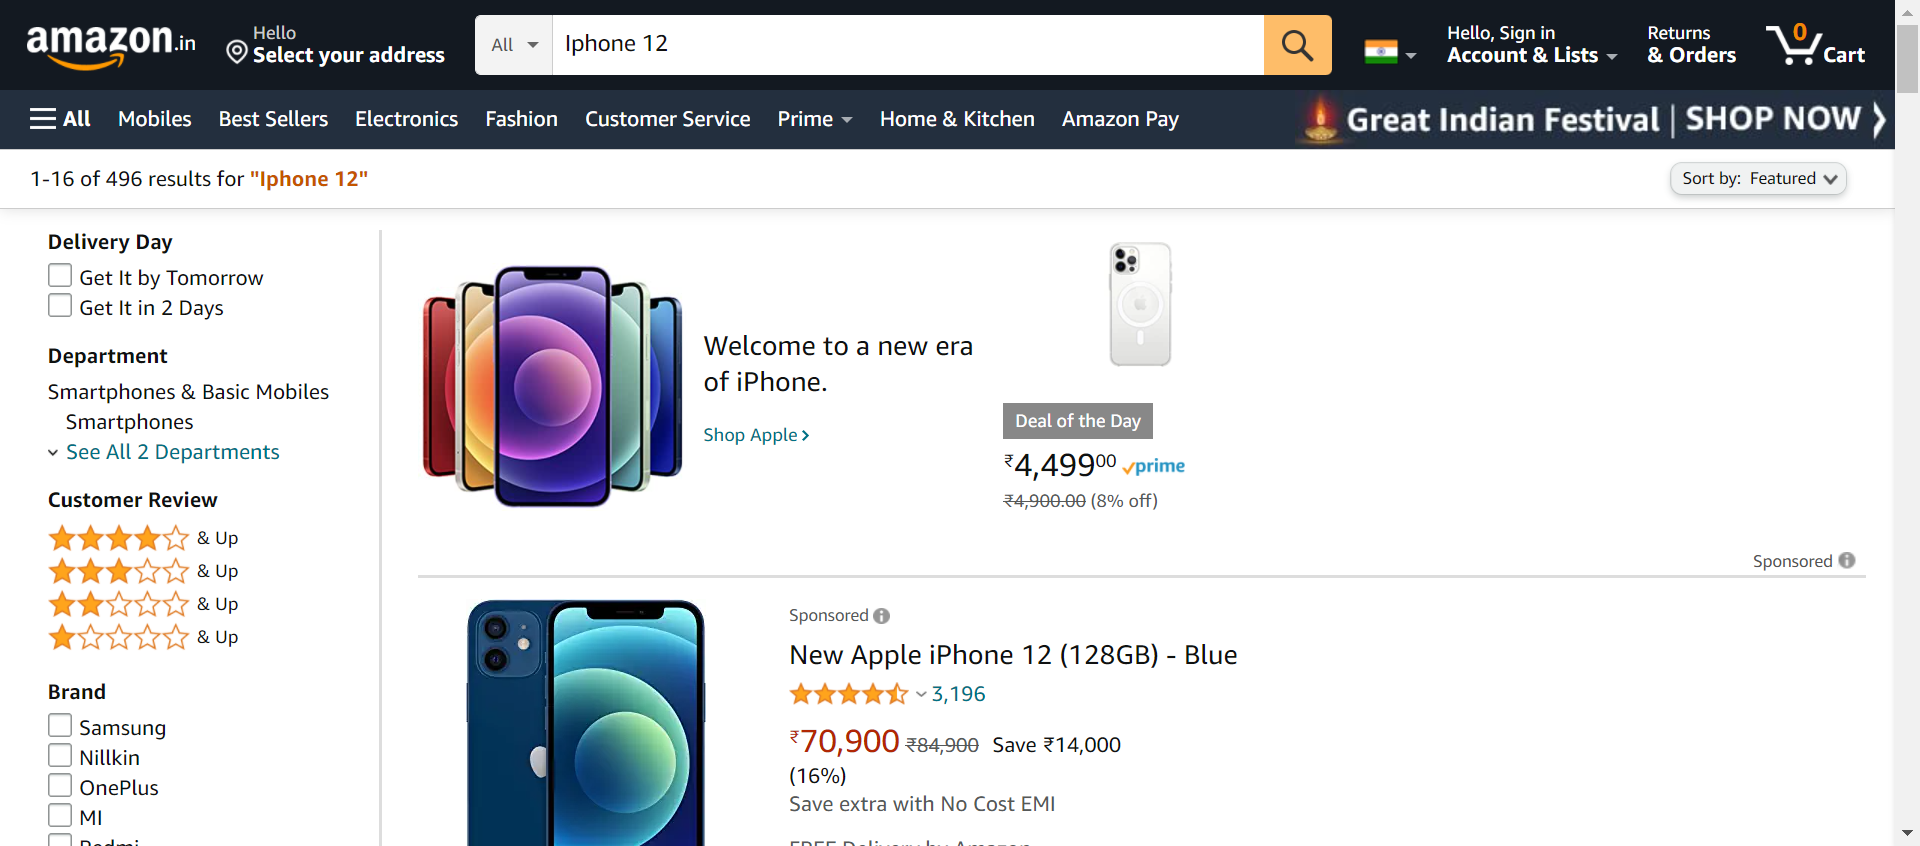 amazon.in
Hello
Select your address
All
Iphone 12
Hello, Sign in
Account & Lists
Returns
& Orders
0
Cart
All
Mobiles
Best Sellers
Electronics
Fashion
Customer Service
Prime
Home & Kitchen
Amazon Pay
Great Indian Festival | SHOP NOW
1-16 of 496 results for "Iphone 12"
Sort by: Featured
Delivery Day
Get It by Tomorrow
Get It in 2 Days
Department
Smartphones & Basic Mobiles
Smartphones
See All 2 Departments
Customer Review
& Up
& Up
& Up
& Up
Brand
Samsung
Nillkin
OnePlus
MI
Redmi
Welcome to a new era
of iPhone.
Shop Apple
Deal of the Day
₹4,49900 prime
₹4,900.00 (8% off)
Sponsored
Sponsored
New Apple iPhone 12 (128GB) - Blue
3,196
₹70,900 ₹84,900 Save ₹14,000
(16%)
Save extra with No Cost EMI
FREE Delivery by Amazon